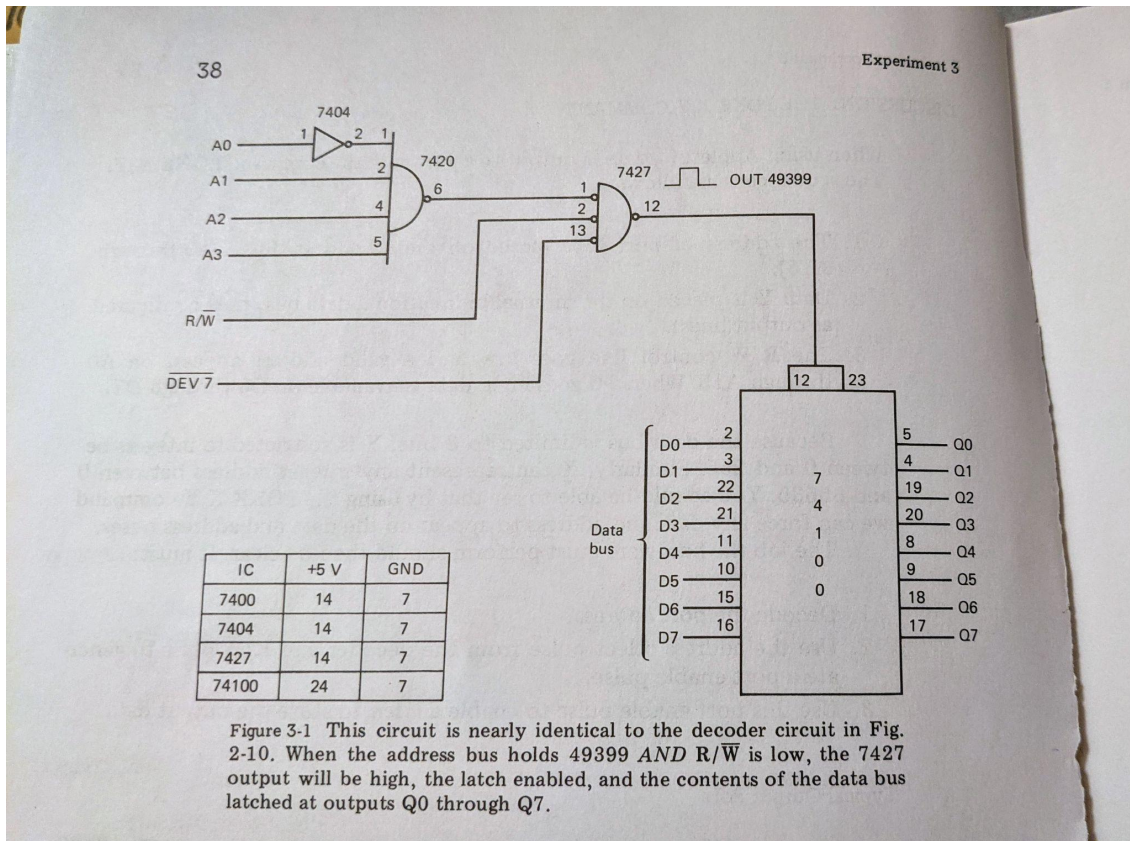 38
Experiment 3
7404
A0 1 2 1
7420
A1 2
6
A2 4
A3 5
7427
OUT 49399
1
2
13
12
R/W̅
D̅E̅V̅ ̅7̅
12 23
D0 2 5 Q0
D1 3 4 Q1
D2 22 19 Q2
D3 21 20 Q3
D4 11 8 Q4
D5 10 9 Q5
D6 15 18 Q6
D7 16 17 Q7
7
4
1
0
0
Data
bus
IC +5 V GND
7400 14 7
7404 14 7
7427 14 7
74100 24 7
Figure 3-1 This circuit is nearly identical to the decoder circuit in Fig.
2-10. When the address bus holds 49399 AND R/W̅ is low, the 7427
output will be high, the latch enabled, and the contents of the data bus
latched at outputs Q0 through Q7.